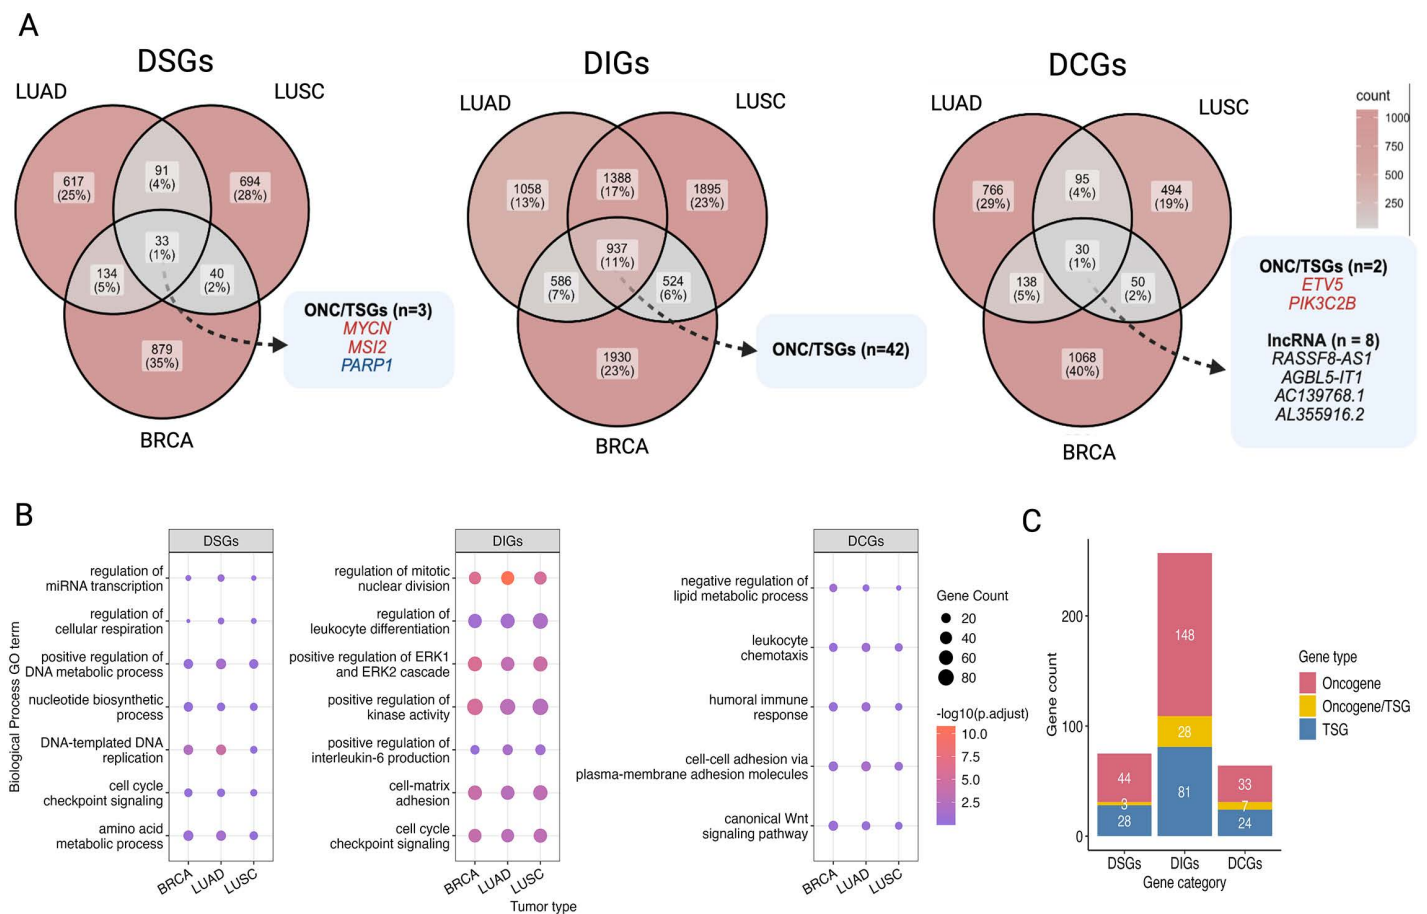 A
DSGs
LUAD
LUSC
617
(25%)
91
(4%)
694
(28%)
33
(1%)
134
(5%)
40
(2%)
879
(35%)
BRCA
ONC/TSGs (n=3)
MYCN
MSI2
PARP1
DIGs
LUAD
LUSC
1058
(13%)
1388
(17%)
1895
(23%)
937
(11%)
586
(7%)
524
(6%)
1930
(23%)
BRCA
ONC/TSGs (n=42)
DCGs
LUAD
LUSC
766
(29%)
95
(4%)
494
(19%)
30
(1%)
138
(5%)
50
(2%)
1068
(40%)
BRCA
count
1000
750
500
250
ONC/TSGs (n=2)
ETV5
PIK3C2B
lncRNA (n = 8)
RASSF8-AS1
AGBL5-IT1
AC139768.1
AL355916.2
B
Biological Process GO term
DSGs
regulation of
miRNA transcription
regulation of
cellular respiration
positive regulation of
DNA metabolic process
nucleotide biosynthetic
process
DNA-templated DNA
replication
cell cycle
checkpoint signaling
amino acid
metabolic process
BRCA
LUAD
LUSC
DIGs
regulation of mitotic
nuclear division
regulation of
leukocyte differentiation
positive regulation of ERK1
and ERK2 cascade
positive regulation of
kinase activity
positive regulation of
interleukin-6 production
cell-matrix
adhesion
cell cycle
checkpoint signaling
BRCA
LUAD
LUSC
Tumor type
DCGs
negative regulation of
lipid metabolic process
leukocyte
chemotaxis
humoral immune
response
cell-cell adhesion via
plasma-membrane adhesion molecules
canonical Wnt
signaling pathway
BRCA
LUAD
LUSC
Gene Count
20
40
60
80
-log10(p.adjust)
10.0
7.5
5.0
2.5
C
Gene count
200
100
0
44
3
28
148
28
81
33
7
24
DSGs
DIGs
DCGs
Gene category
Gene type
Oncogene
Oncogene/TSG
TSG